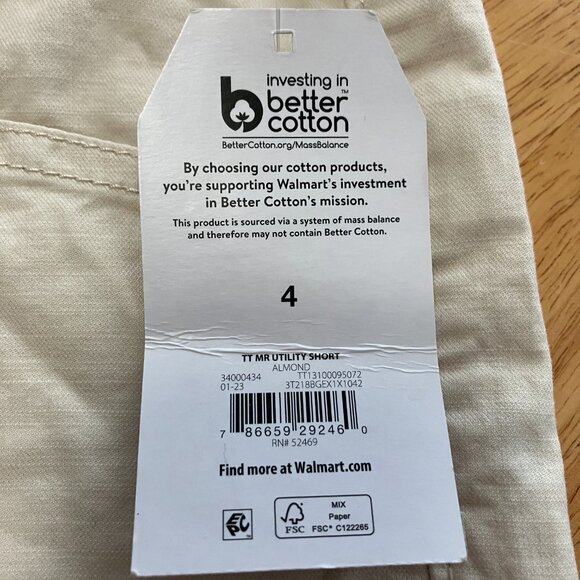 investing in
better™
cotton
BetterCotton.org/MassBalance
By choosing our cotton products,
you're supporting Walmart's investment
in Better Cotton's mission.
This product is sourced via a system of mass balance
and therefore may not contain Better Cotton.
4
TT MR UTILITY SHORT
ALMOND
34000434 TT13100095072
01-23 3T218BGEX1X1042
7 86659 29246 0
RN# 52469
Find more at Walmart.com
EPC™
FSC
MIX
Paper
FSC® C122265